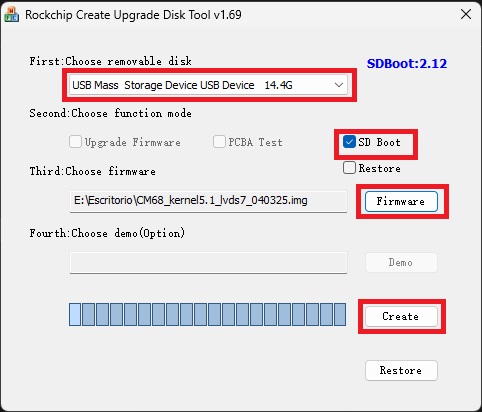 Rockchip Create Upgrade Disk Tool v1.69
First:Choose removable disk
SDBoot:2.12
USB Mass Storage Device USB Device 14.4G
Second:Choose function mode
Upgrade Firmware
PCBA Test
SD Boot
Third:Choose firmware
Restore
E:\Escritorio\CM68_kernel5.1_lvds7_040325.img
Firmware
Fourth:Choose demo(Option)
Demo
Create
Restore